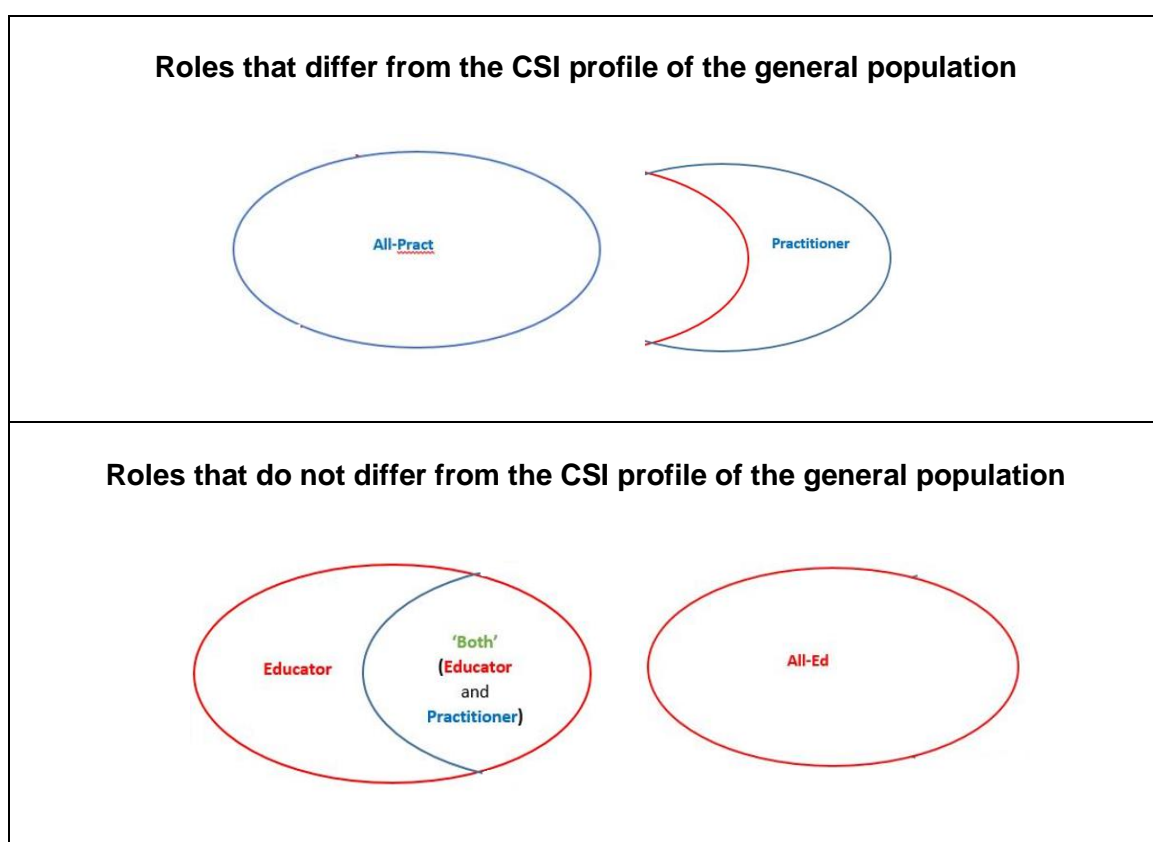 Roles that differ from the CSI profile of the general population
All-Pract
Practitioner
Roles that do not differ from the CSI profile of the general population
Educator
‘Both’
(Educator
and
Practitioner)
All-Ed